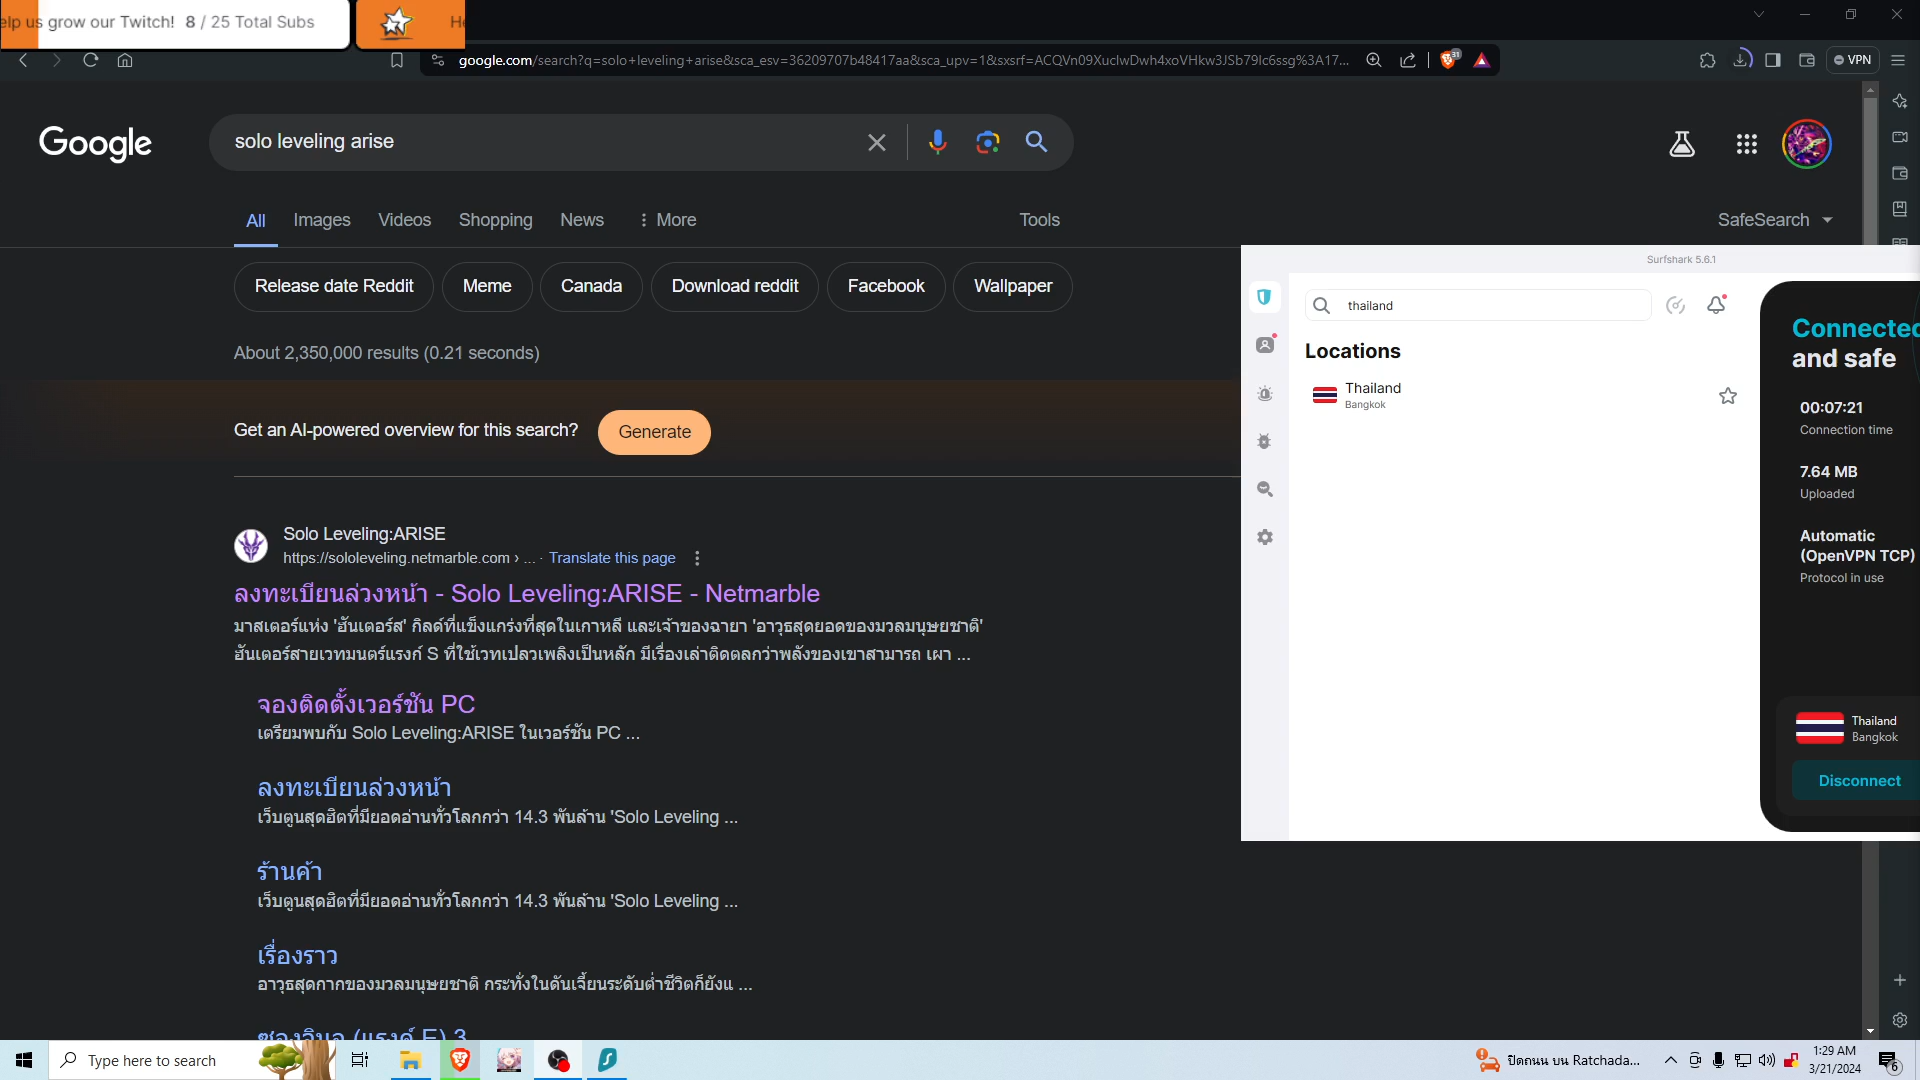 elp us grow our Twitch! 8 / 25 Total Subs
google.com/search?q=solo+leveling+arise&sca_esv=36209707b48417aa&sca_upv=1&sxsrf=ACQVn09XuclwDwh4xoVHkw3JSb79lc6ssg%3A17...
31
VPN
Google
solo leveling arise
All Images Videos Shopping News More Tools SafeSearch
Release date Reddit Meme Canada Download reddit Facebook Wallpaper
About 2,350,000 results (0.21 seconds)
Get an AI-powered overview for this search? Generate
Solo Leveling:ARISE
https://sololeveling.netmarble.com › ... · Translate this page
ลงทะเบียนล่วงหน้า - Solo Leveling:ARISE - Netmarble
มาสเตอร์แห่ง 'ฮันเตอร์ส' กิลด์ที่แข็งแกร่งที่สุดในเกาหลี และเจ้าของฉายา 'อาวุธสุดยอดของมวลมนุษยชาติ'
ฮันเตอร์สายเวทมนตร์แรงก์ S ที่ใช้เวทเปลวเพลิงเป็นหลัก มีเรื่องเล่าติดตลกว่าพลังของเขาสามารถ เผา ...
จองติดตั้งเวอร์ชัน PC
เตรียมพบกับ Solo Leveling:ARISE ในเวอร์ชัน PC ...
ลงทะเบียนล่วงหน้า
เว็บตูนสุดฮิตที่มียอดอ่านทั่วโลกกว่า 14.3 พันล้าน 'Solo Leveling ...
ร้านค้า
เว็บตูนสุดฮิตที่มียอดอ่านทั่วโลกกว่า 14.3 พันล้าน 'Solo Leveling ...
เรื่องราว
อาวุธสุดกากของมวลมนุษยชาติ กระทั่งในดันเจี้ยนระดับต่ำชีวิตก็ยังแ ...
ซองจินอู (แรงค์ E) 3
Surfshark 5.6.1
thailand
Locations
Thailand
Bangkok
Connected
and safe
00:07:21
Connection time
7.64 MB
Uploaded
Automatic
(OpenVPN TCP)
Protocol in use
Thailand
Bangkok
Disconnect
Type here to search
ปิดถนน บน Ratchada...
1:29 AM
3/21/2024
6